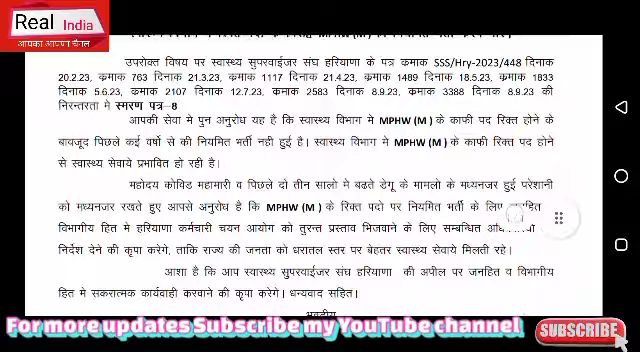 Real India
आपका आपना चैनल
उपरोक्त विषय पर स्वास्थ्य सुपरवाईजर संघ हरियाणा के पत्र क्रमाक SSS/Hry-2023/448 दिनाक
20.2.23, क्रमाक 763 दिनाक 21.3.23, क्रमाक 1117 दिनाक 21.4.23, क्रमाक 1489 दिनाक 18.5.23, क्रमाक 1833
दिनाक 5.6.23, क्रमाक 2107 दिनाक 12.7.23, क्रमाक 2583 दिनाक 8.9.23, क्रमाक 3388 दिनाक 8.9.23 की
निरन्तरता मे स्मरण पत्र-8
आपकी सेवा मे पुन अनुरोध यह है कि स्वास्थ्य विभाग मे MPHW (M) के काफी पद रिक्त होने के
बावजूद पिछले कई वर्षो से की नियमित भर्ती नही हुई है। स्वास्थ्य विभाग मे MPHW (M) के काफी रिक्त पद होने
से स्वास्थ्य सेवाये प्रभावित हो रही है।
महोदय कोविड महामारी व पिछले दो तीन सालो मे बढते डेगू के मामलो के मध्यनजर हुई परेशानी
को मध्यनजर रखते हुए आपसे अनुरोध है कि MPHW (M) के रिक्त पदो पर नियमित भर्ती के लिए
विभागीय हित मे हरियाणा कर्मचारी चयन आयोग को तुरन्त प्रस्ताव भिजवाने के लिए सम्बन्धित
निर्देश देने की कृपा करेगे, ताकि राज्य की जनता को धरातल स्तर पर बेहतर स्वास्थ्य सेवाये मिलती रहे।
आशा है कि आप स्वास्थ्य सुपरवाईजर संघ हरियाणा की अपील पर जनहित व विभागीय
हित मे सकरात्मक कार्यवाही करवाने की कृपा करेगे। धन्यवाद सहित।
For more updates Subscribe my YouTube channel
SUBSCRIBE